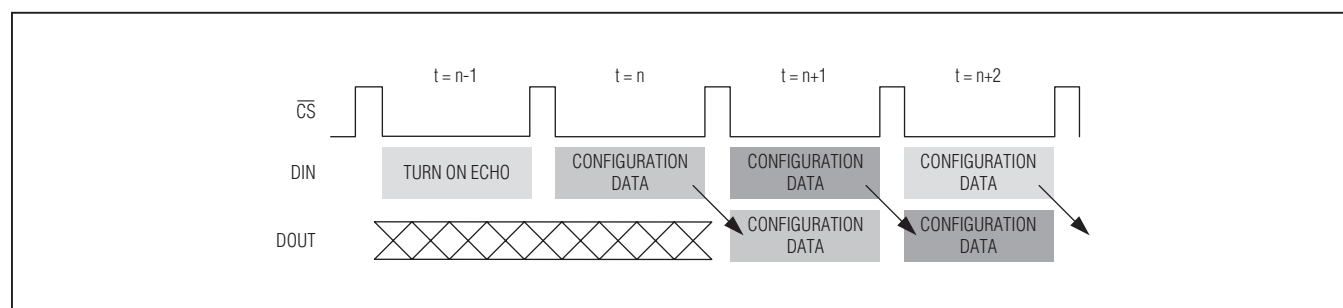 t = n-1 t = n t = n+1 t = n+2
CS
DIN TURN ON ECHO CONFIGURATION DATA CONFIGURATION DATA CONFIGURATION DATA
DOUT CONFIGURATION DATA CONFIGURATION DATA